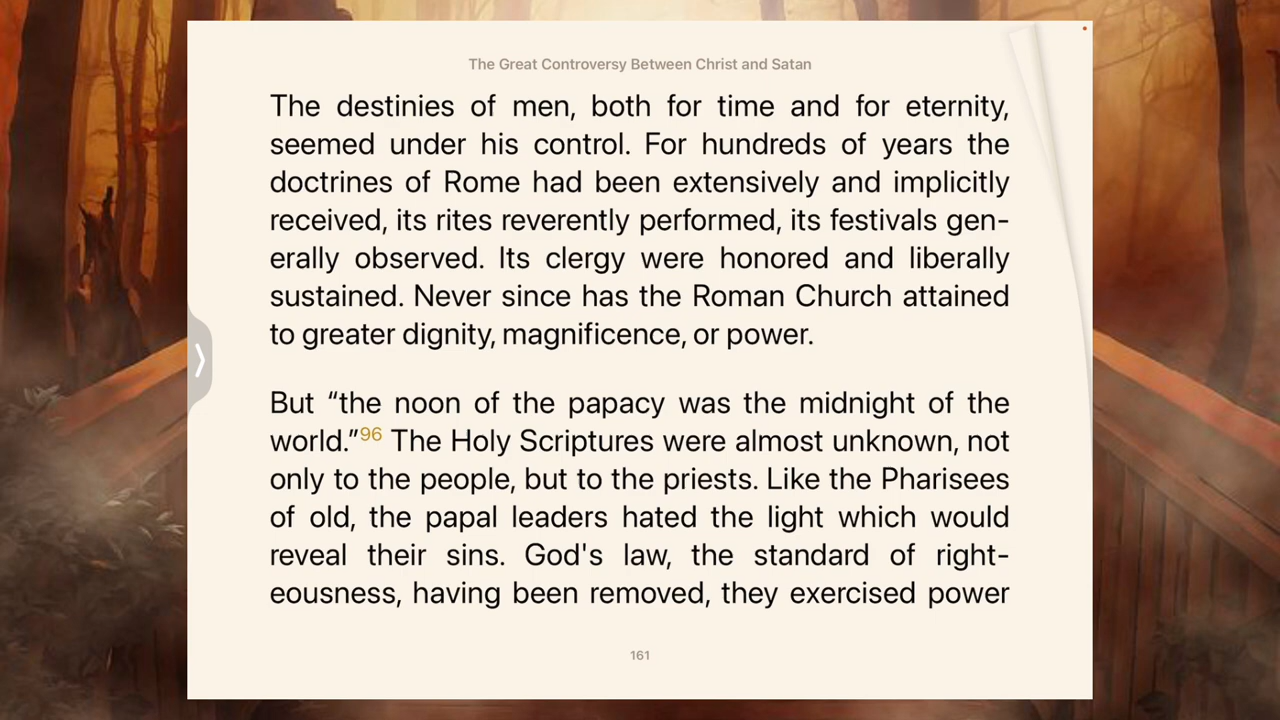 The Great Controversy Between Christ and Satan
The destinies of men, both for time and for eternity,
seemed under his control. For hundreds of years the
doctrines of Rome had been extensively and implicitly
received, its rites reverently performed, its festivals gen-
erally observed. Its clergy were honored and liberally
sustained. Never since has the Roman Church attained
to greater dignity, magnificence, or power.
But “the noon of the papacy was the midnight of the
world.”96 The Holy Scriptures were almost unknown, not
only to the people, but to the priests. Like the Pharisees
of old, the papal leaders hated the light which would
reveal their sins. God's law, the standard of right-
eousness, having been removed, they exercised power
161